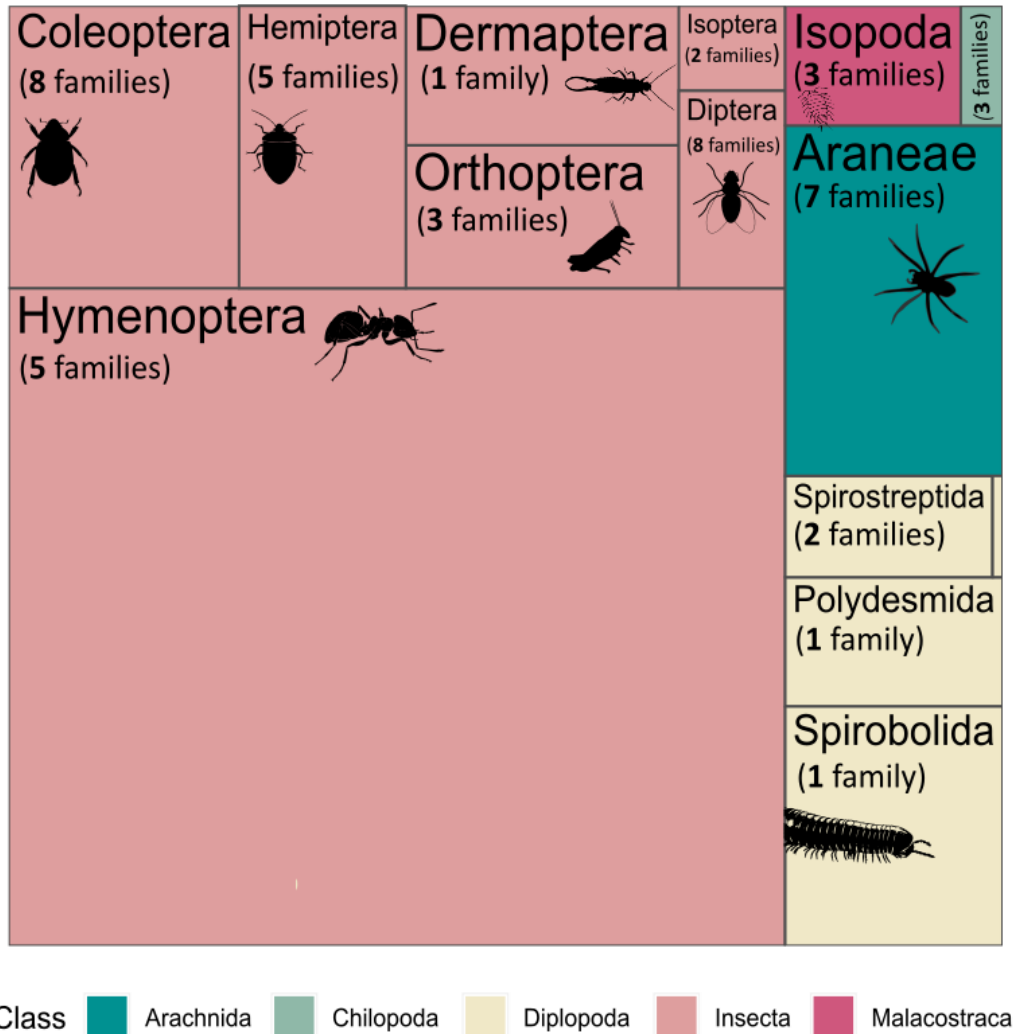 Coleoptera
(8 families)
Hemiptera
(5 families)
Dermaptera
(1 family)
Orthoptera
(3 families)
Isoptera
(2 families)
Diptera
(8 families)
Isopoda
(3 families)
(3 families)
Araneae
(7 families)
Hymenoptera
(5 families)
Spirostreptida
(2 families)
Polydesmida
(1 family)
Spirobolida
(1 family)
Class Arachnida Chilopoda Diplopoda Insecta Malacostraca